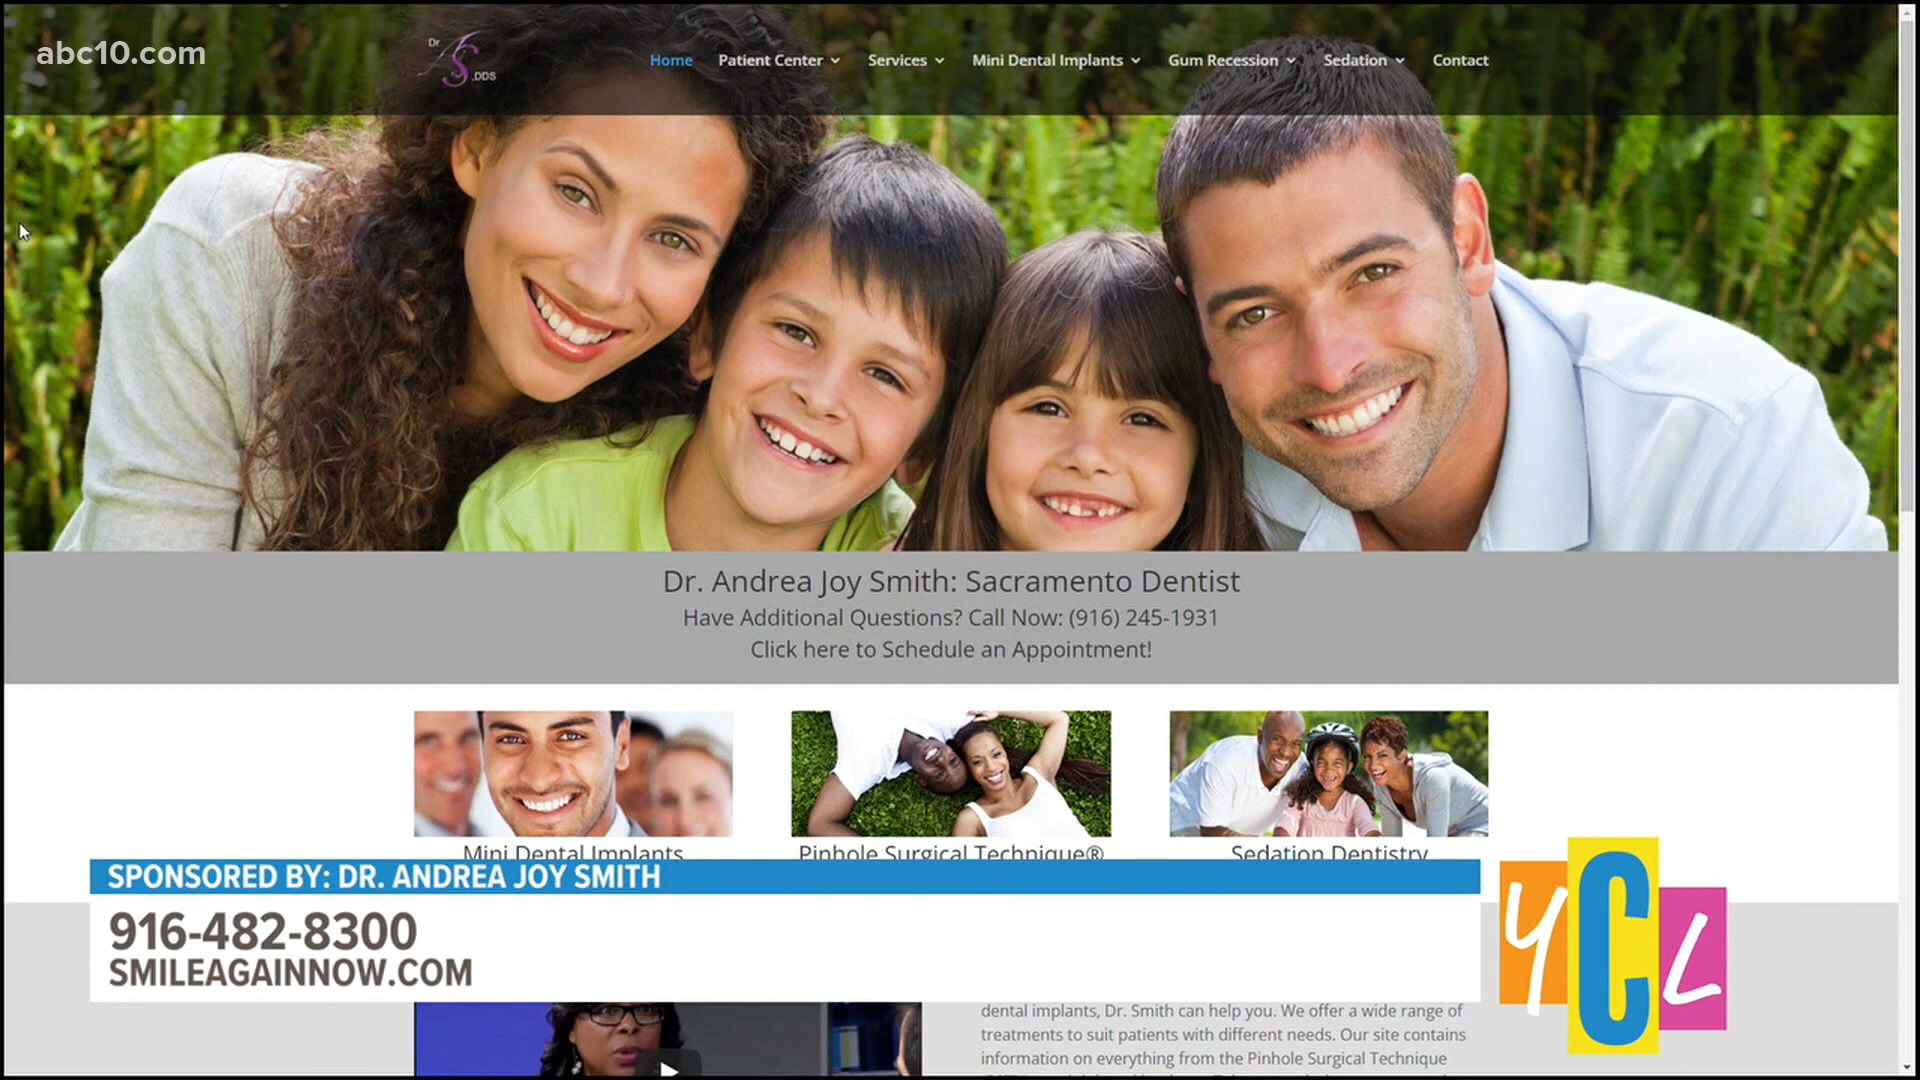 abc10.com
Dr
JS
.DDS
Home Patient Center Services Mini Dental Implants Gum Recession Sedation Contact
Dr. Andrea Joy Smith: Sacramento Dentist
Have Additional Questions? Call Now: (916) 245-1931
Click here to Schedule an Appointment!
Mini Dental Implants
Pinhole Surgical Technique®
Sedation Dentistry
SPONSORED BY: DR. ANDREA JOY SMITH
916-482-8300
SMILEAGAINNOW.COM
YCL
dental implants, Dr. Smith can help you. We offer a wide range of
treatments to suit patients with different needs. Our site contains
information on everything from the Pinhole Surgical Technique